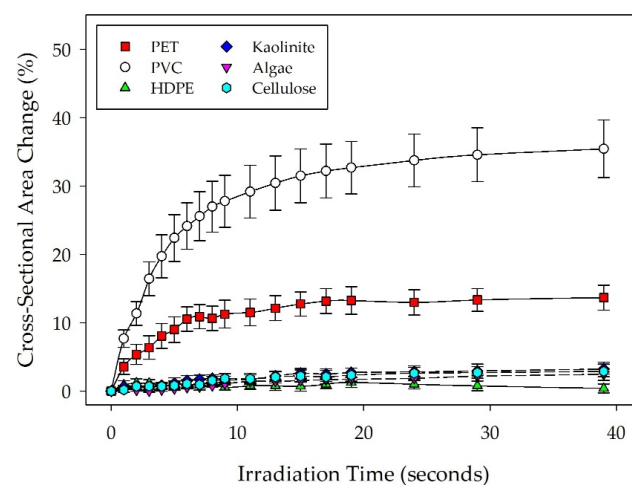 PET
PVC
HDPE
Kaolinite
Algae
Cellulose
Cross-Sectional Area Change (%)
50
40
30
20
10
0
0
10
20
30
40
Irradiation Time (seconds)